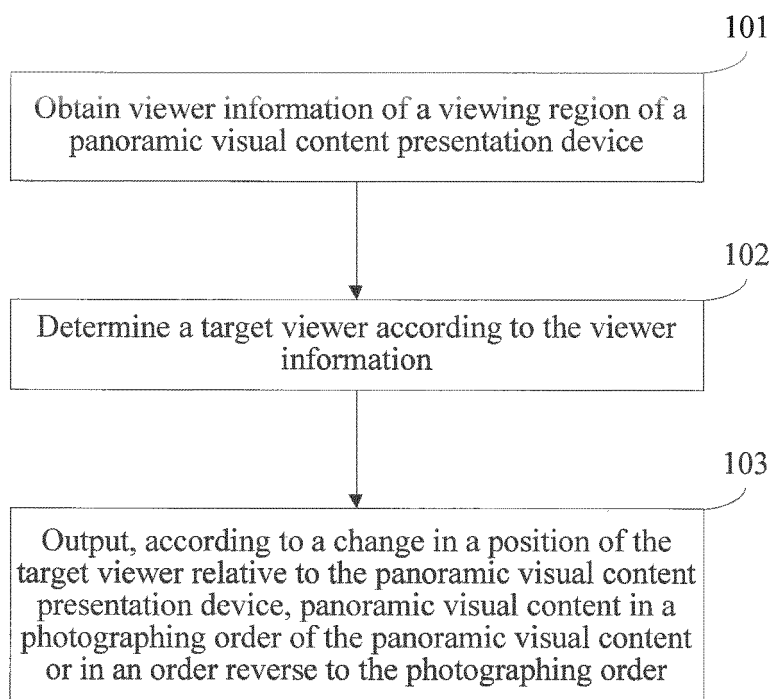 101
Obtain viewer information of a viewing region of a
panoramic visual content presentation device
102
Determine a target viewer according to the viewer
information
103
Output, according to a change in a position of the
target viewer relative to the panoramic visual content
presentation device, panoramic visual content in a
photographing order of the panoramic visual content
or in an order reverse to the photographing order